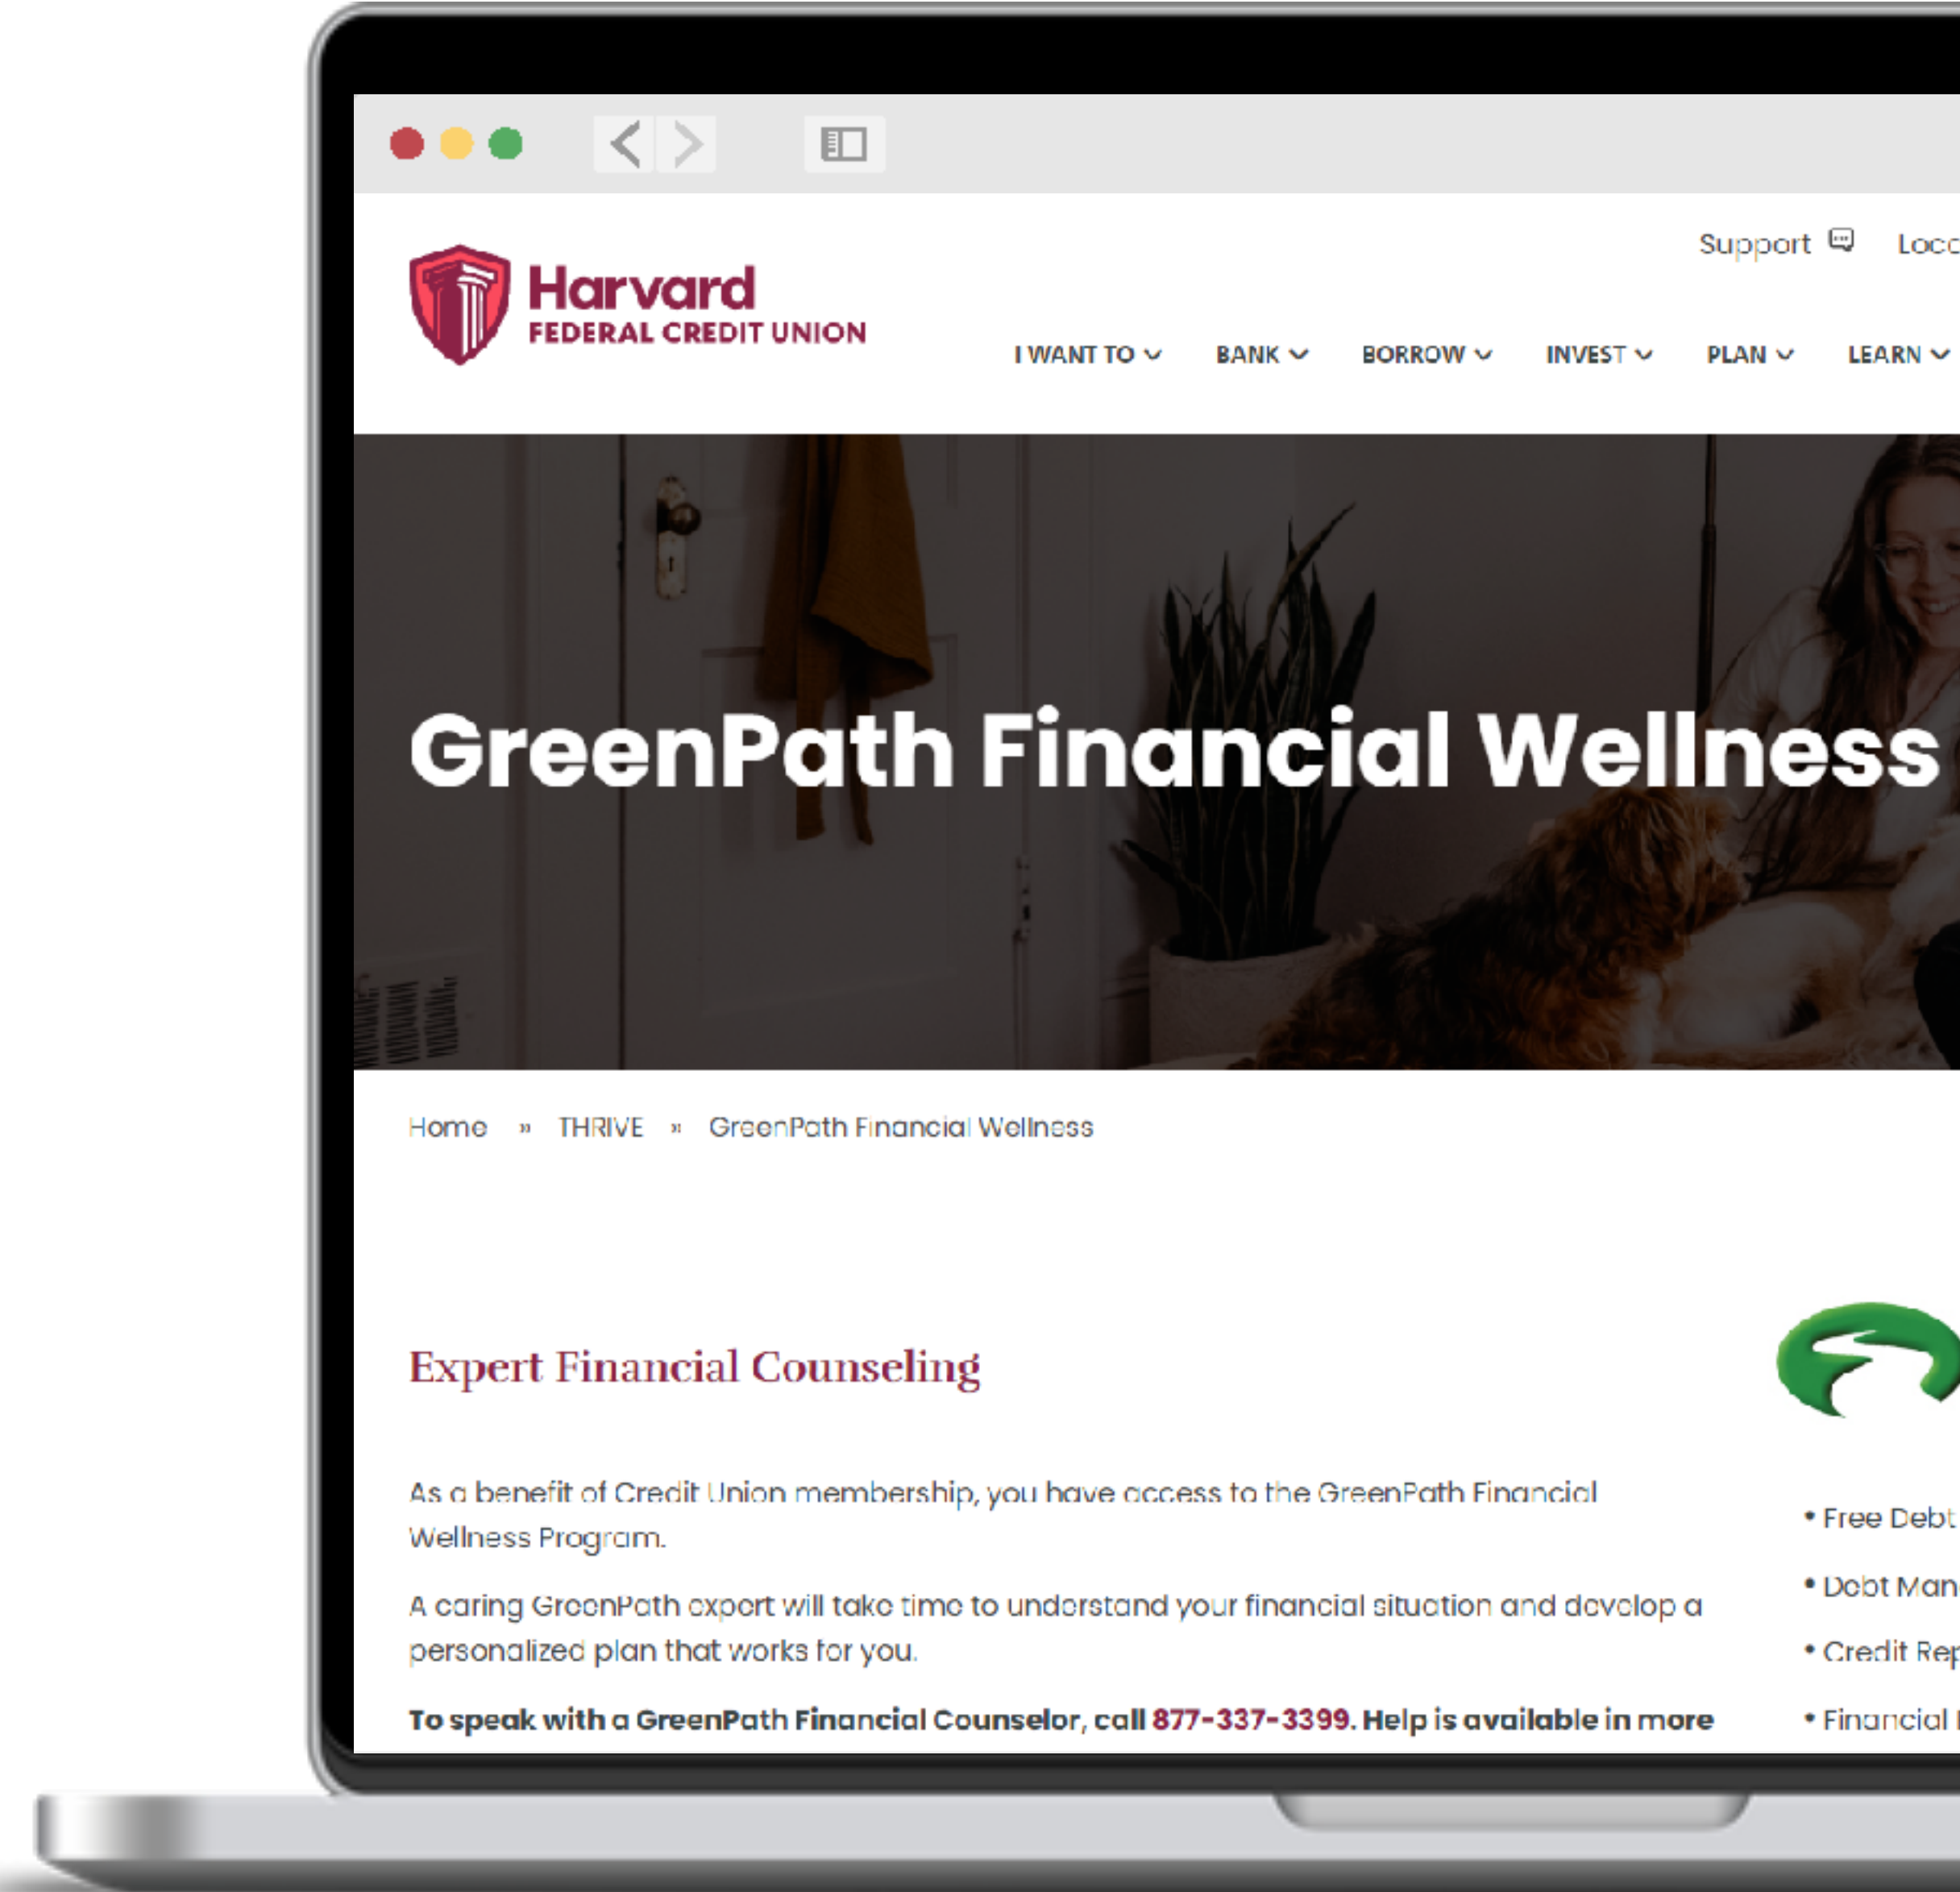 Harvard
FEDERAL CREDIT UNION
Support
I WANT TO BANK BORROW INVEST PLAN LEARN
GreenPath Financial Wellness
Home » THRIVE » GreenPath Financial Wellness
Expert Financial Counseling
As a benefit of Credit Union membership, you have access to the GreenPath Financial
Wellness Program.
A caring GreenPath expert will take time to understand your financial situation and develop a
personalized plan that works for you.
To speak with a GreenPath Financial Counselor, call 877-337-3399. Help is available in more
• Free Debt
• Debt
• Credit
• Financial